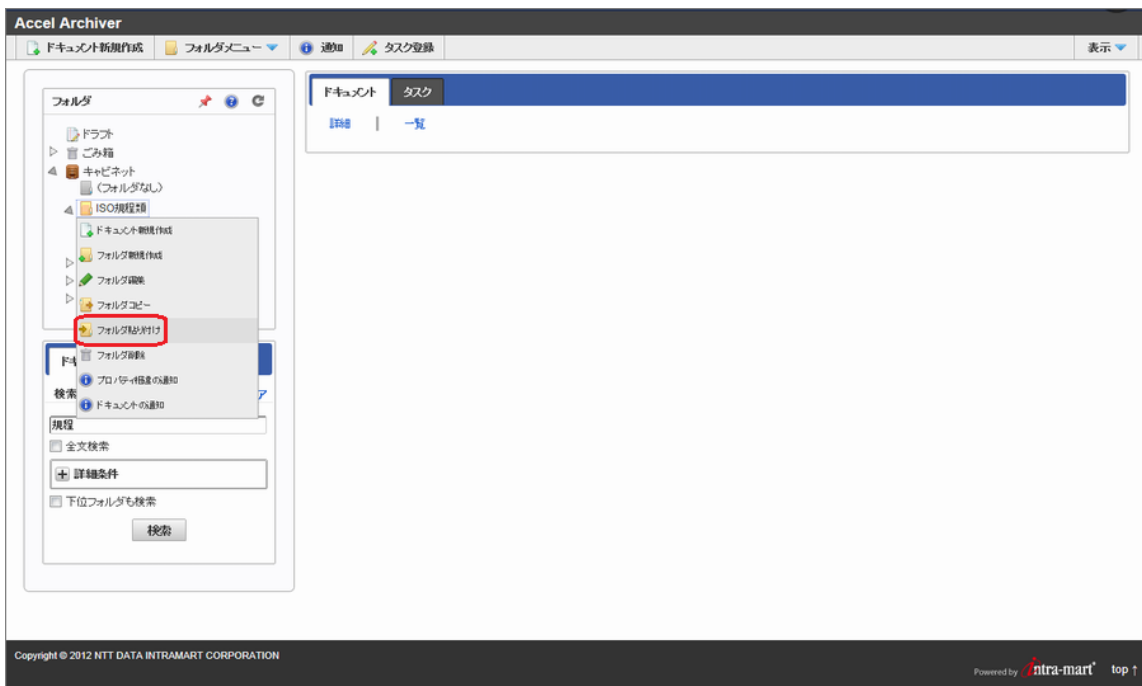 Accel Archiver
ドキュメント新規作成 フォルダメニュー 通知 タスク登録 表示
フォルダ
ドラフト
ごみ箱
キャビネット
(フォルダなし)
ISO規程類
ドキュメント新規作成
フォルダ新規作成
フォルダ編集
フォルダコピー
フォルダ貼り付け
フォルダ削除
プロパティ格差の通知
ドキュメントの通知
ドキュメント タスク
詳細 | 一覧
検索
規程
全文検索
詳細条件
下位フォルダも検索
検索
Copyright © 2012 NTT DATA INTRAMART CORPORATION
Powered by intra-mart top ↑